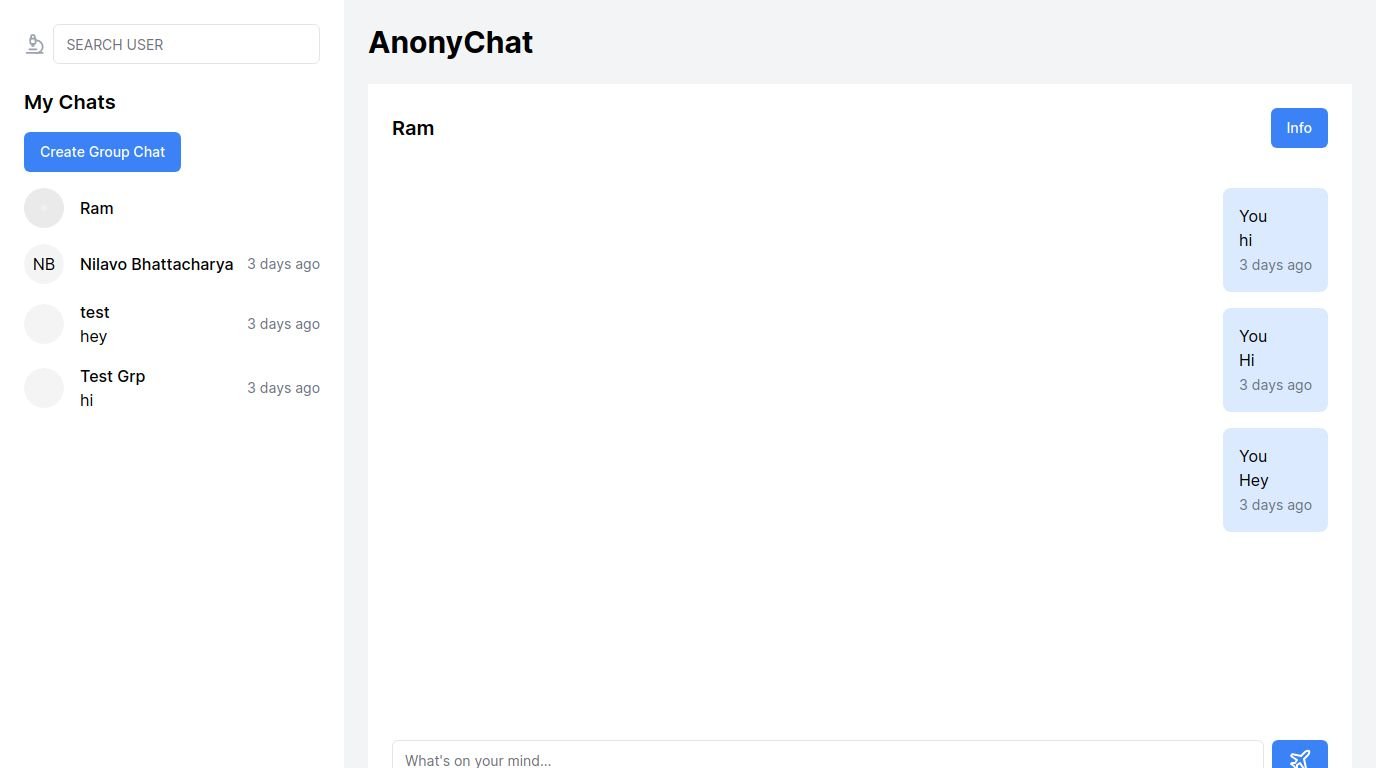 SEARCH USER
My Chats
Create Group Chat
Ram
NB
Nilavo Bhattacharya
3 days ago
test
hey
3 days ago
Test Grp
hi
3 days ago
AnonyChat
Ram
Info
You
hi
3 days ago
You
Hi
3 days ago
You
Hey
3 days ago
What's on your mind...